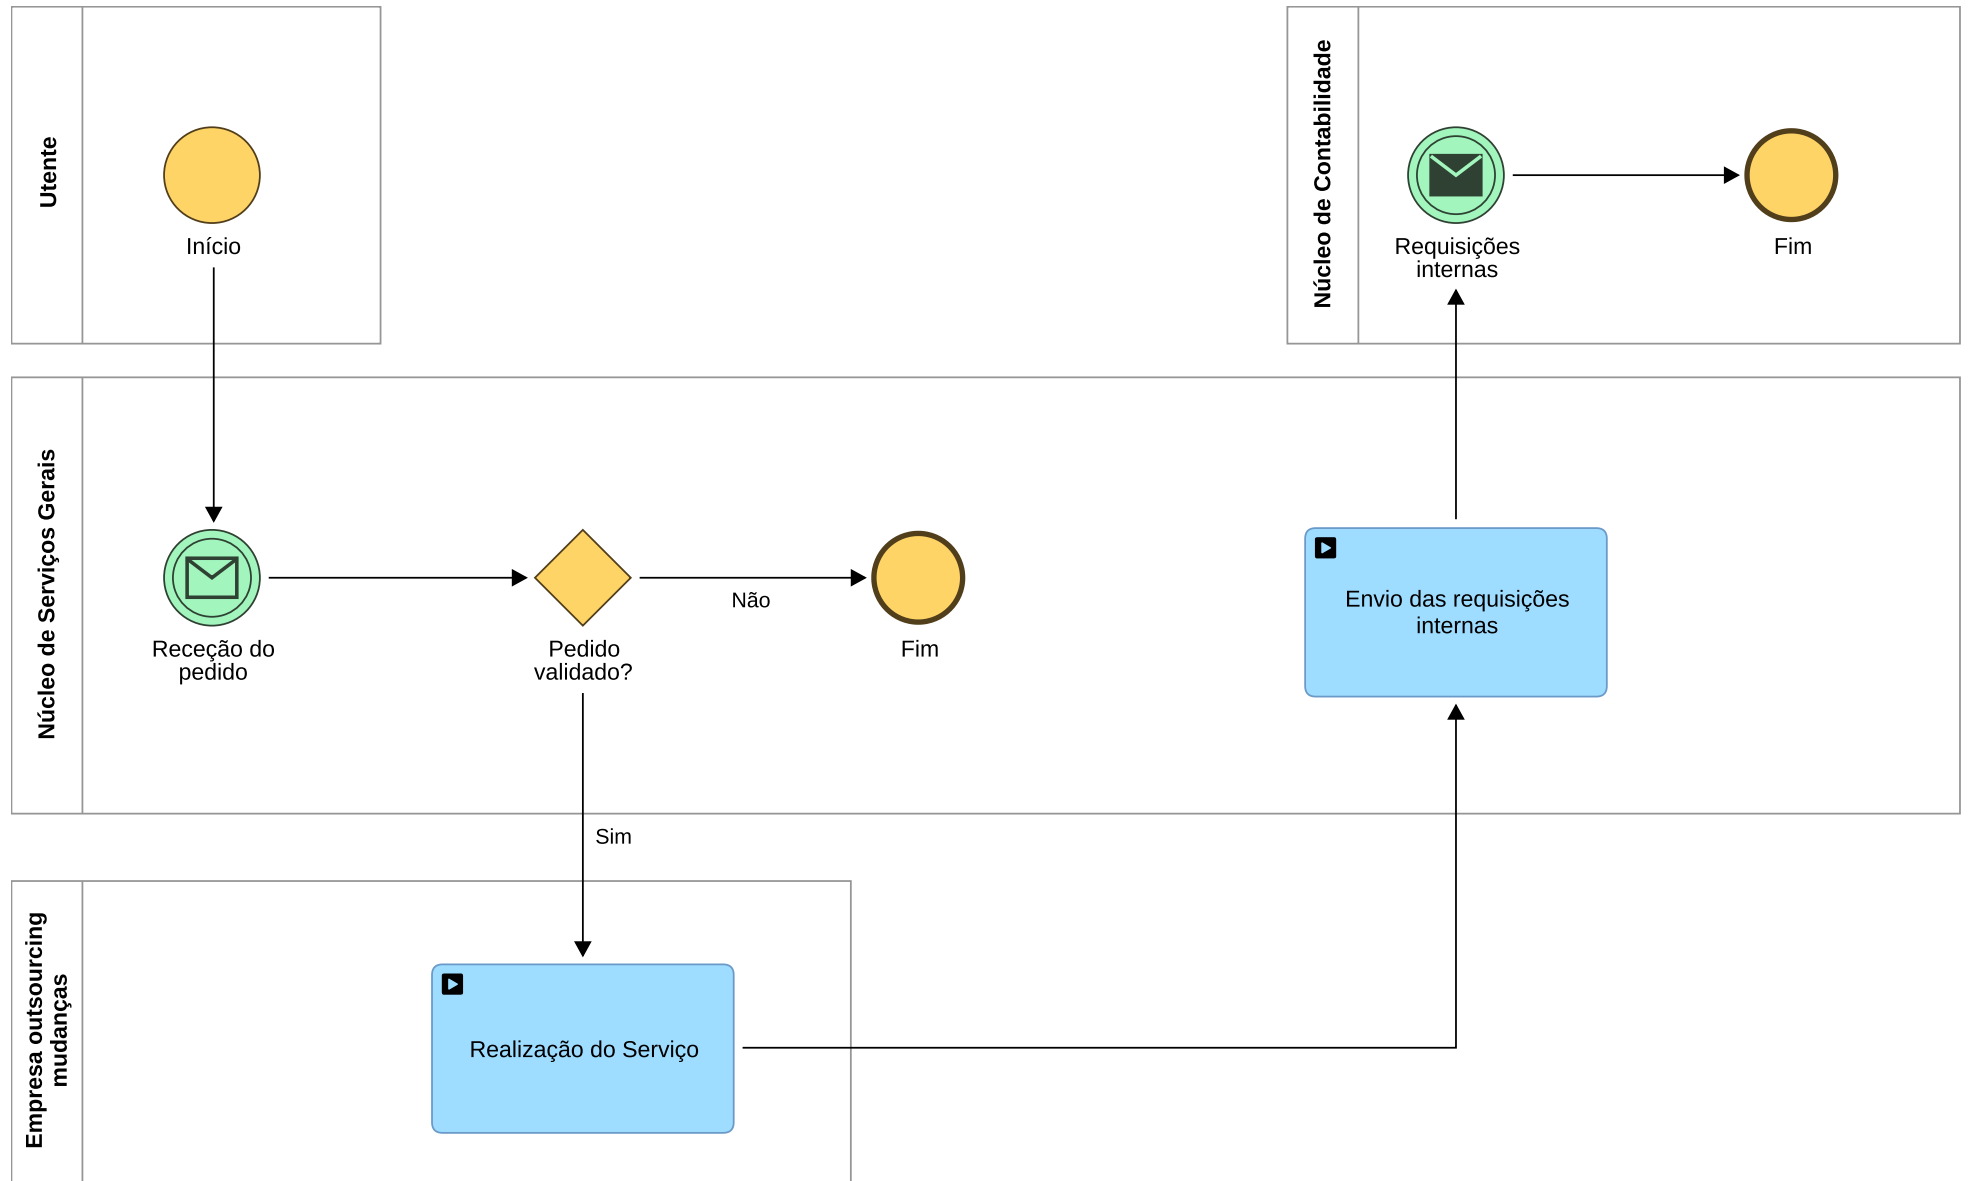 Utente
Início
Núcleo de Contabilidade
Requisições
internas
Fim
Núcleo de Serviços Gerais
Receção do
pedido
Pedido
validado?
Não
Fim
Envio das requisições
internas
Sim
Empresa outsourcing
mudanças
Realização do Serviço